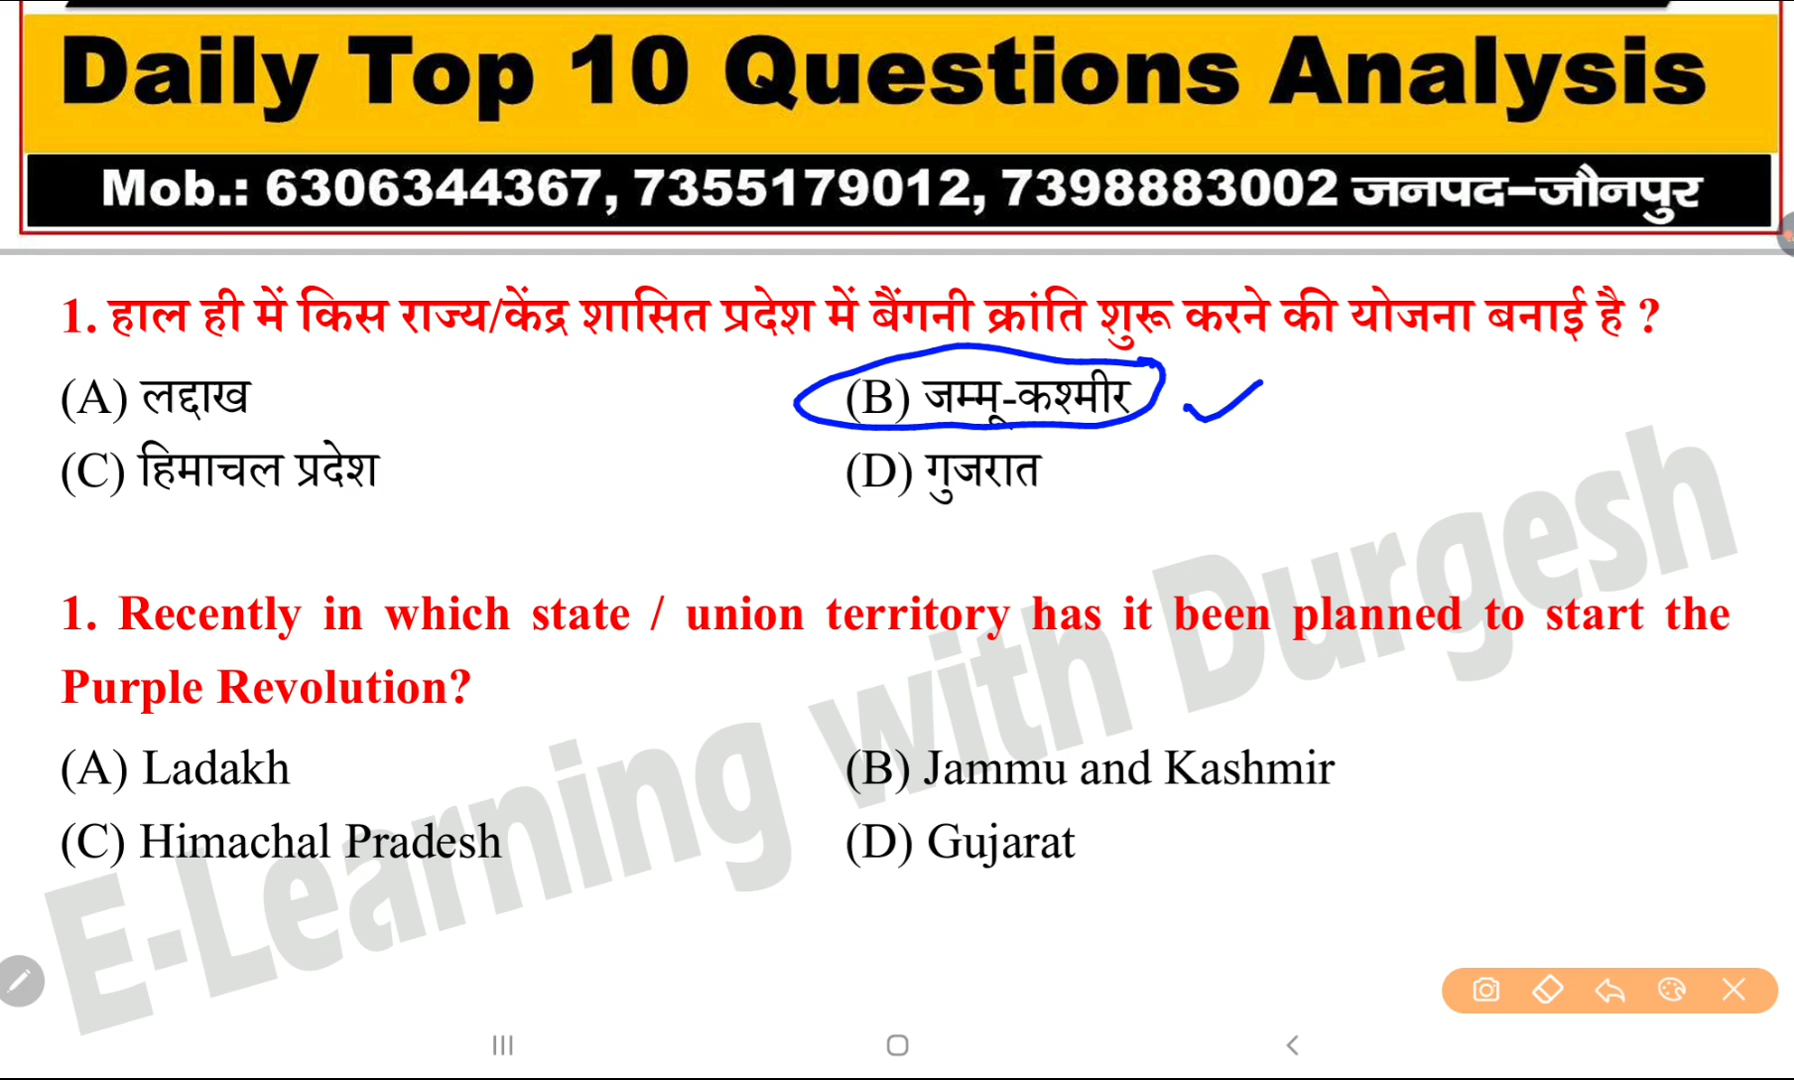 Daily Top 10 Questions Analysis
Mob.: 6306344367, 7355179012, 7398883002 जनपद-जौनपुर
1. हाल ही में किस राज्य/केंद्र शासित प्रदेश में बैंगनी क्रांति शुरू करने की योजना बनाई है ?
(A) लद्दाख (B) जम्मू-कश्मीर
(C) हिमाचल प्रदेश (D) गुजरात
1. Recently in which state / union territory has it been planned to start the
Purple Revolution?
(A) Ladakh (B) Jammu and Kashmir
(C) Himachal Pradesh (D) Gujarat
E-Learning with Durgesh